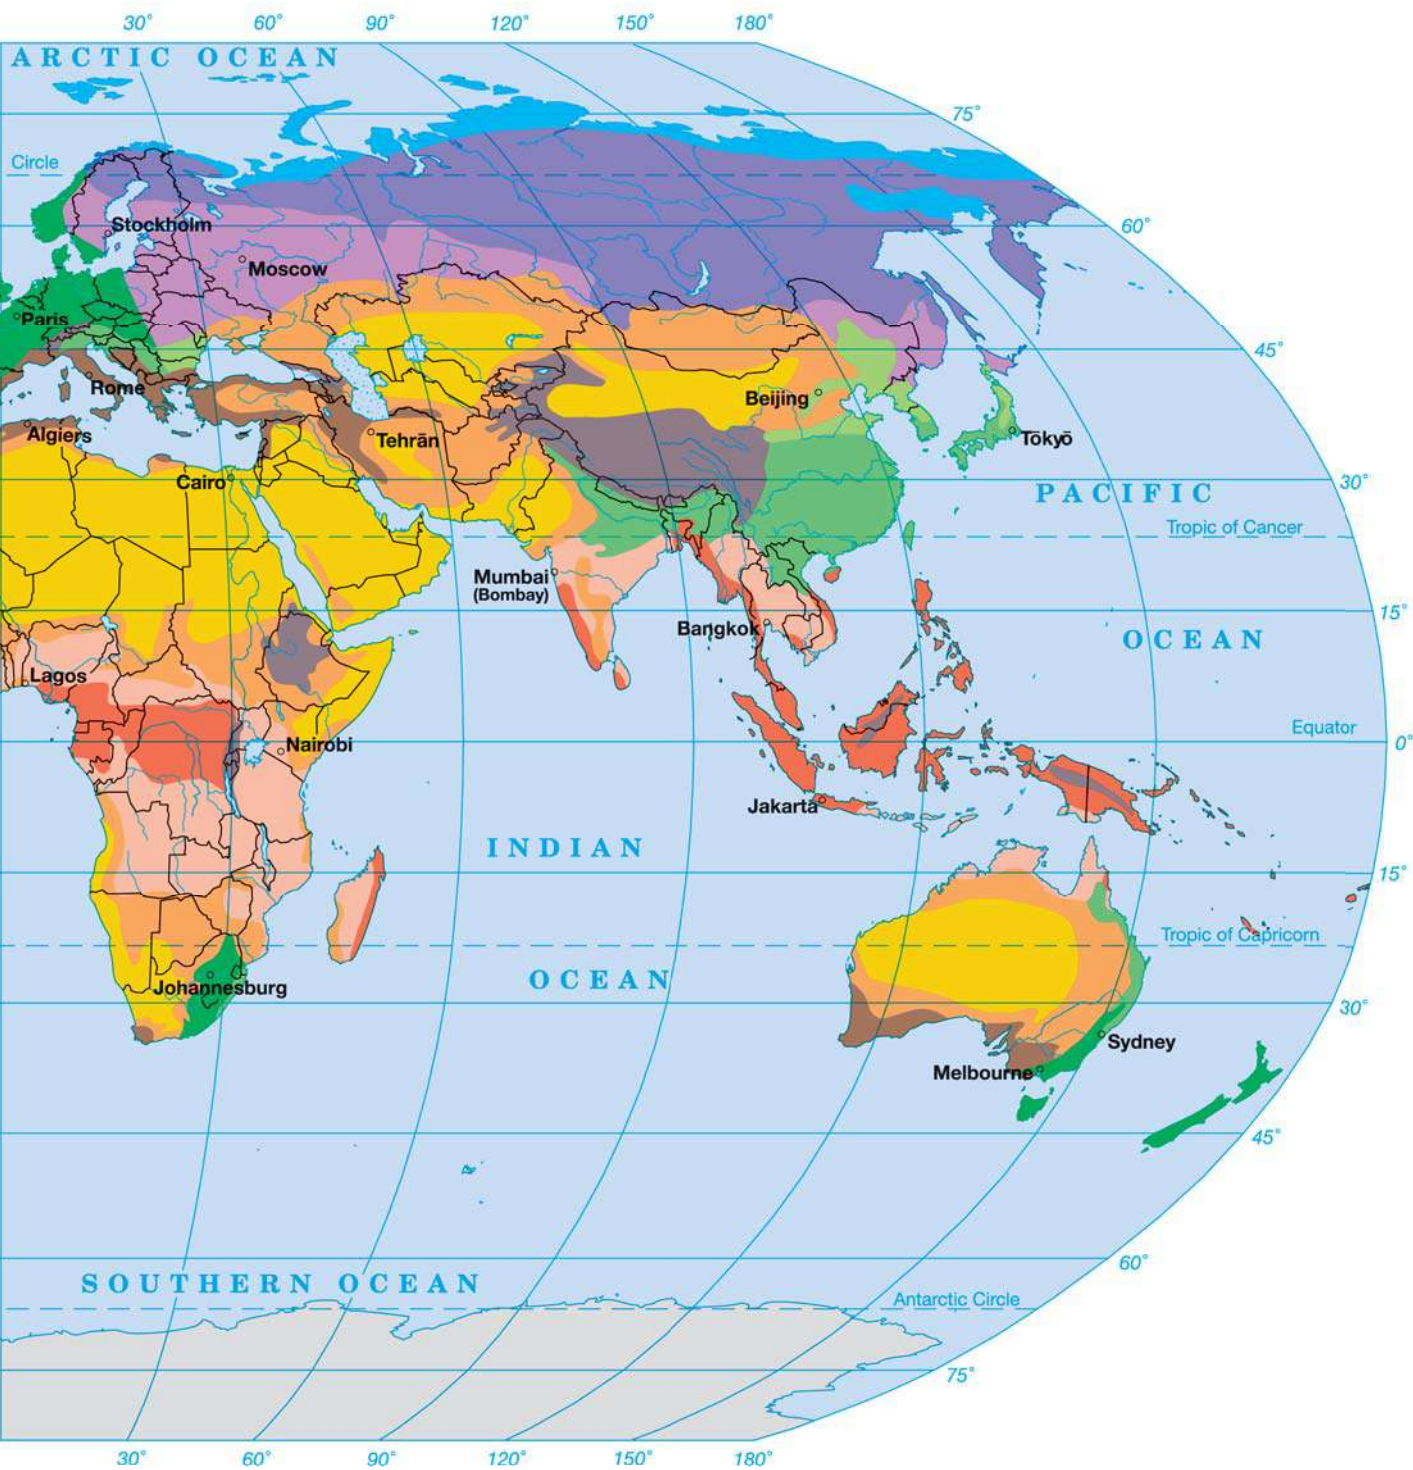 30° 60° 90° 120° 150° 180°
ARCTIC OCEAN
75°
Circle
60°
Stockholm
Moscow
Paris
45°
Rome
Beijing
Algiers
Tehrān
Tōkyō
Cairo
30°
PACIFIC
Tropic of Cancer
Mumbai
(Bombay)
15°
Bangkok
OCEAN
Lagos
Equator
Nairobi
0°
Jakarta
INDIAN
15°
Tropic of Capricorn
OCEAN
Johannesburg
30°
Sydney
Melbourne
45°
60°
SOUTHERN OCEAN
Antarctic Circle
75°
30° 60° 90° 120° 150° 180°